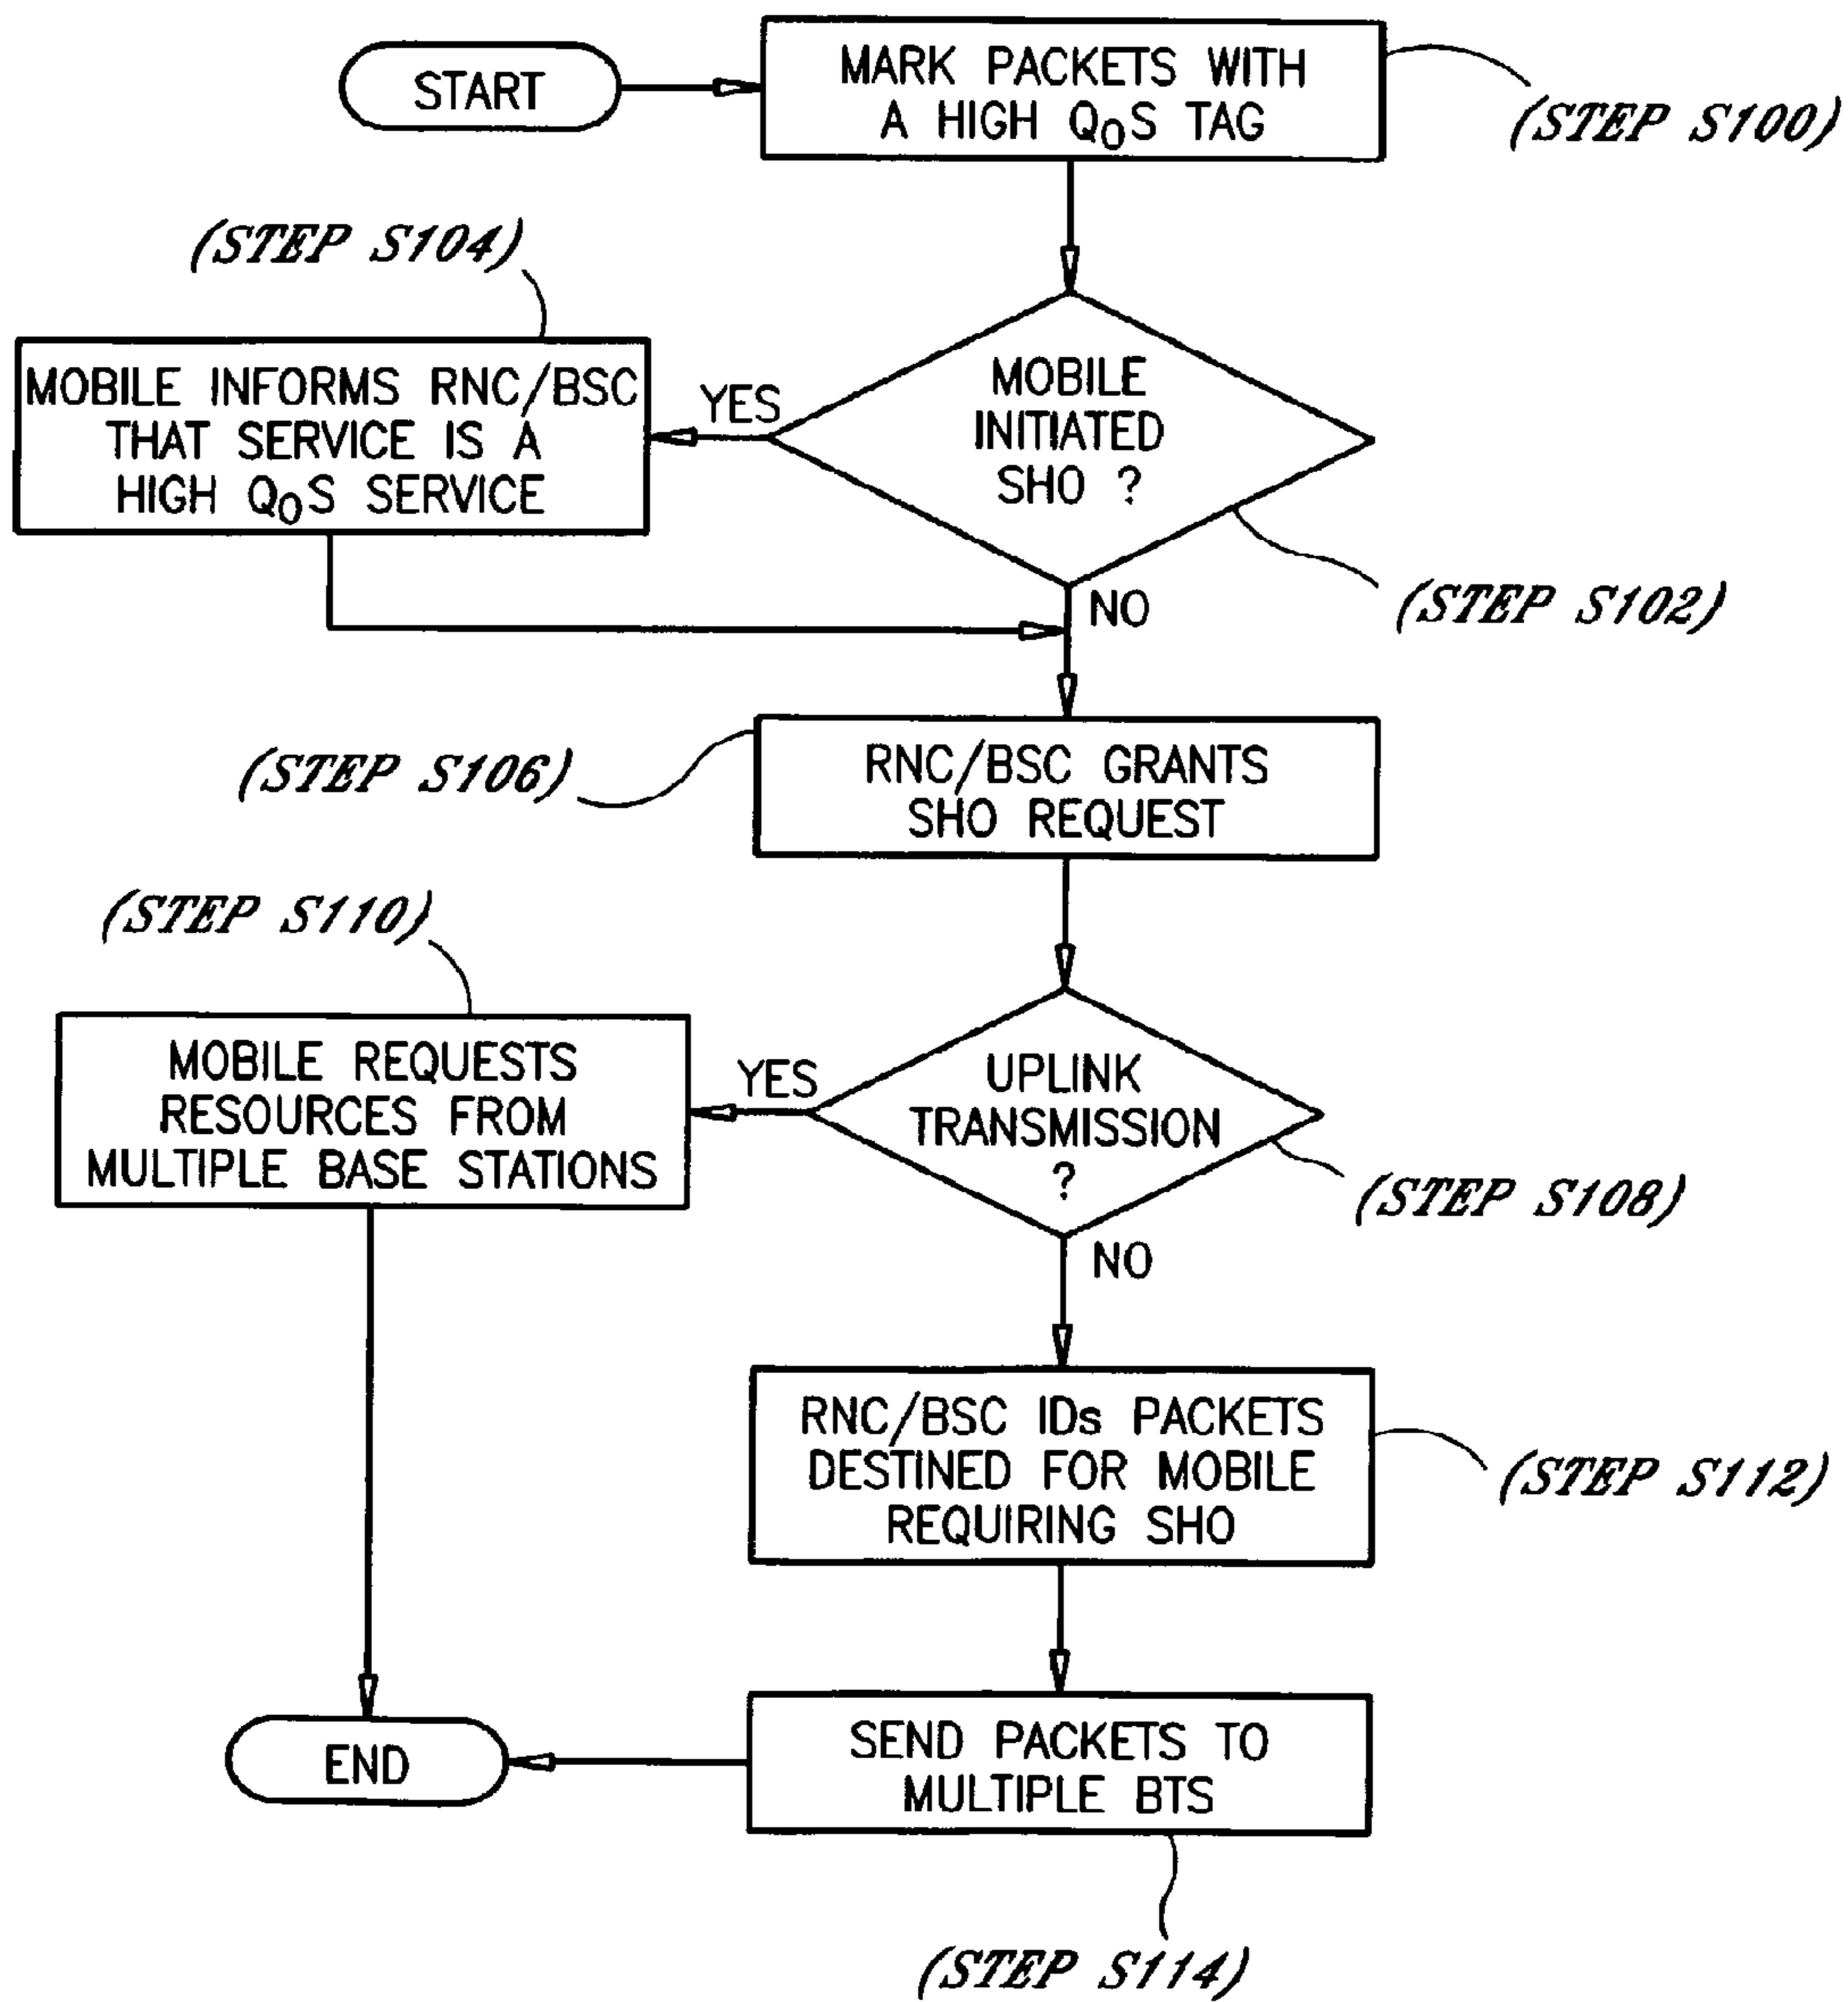 START
MARK PACKETS WITH
A HIGH QoS TAG
(STEP S100)
(STEP S104)
MOBILE INFORMS RNC/BSC
THAT SERVICE IS A
HIGH QoS SERVICE
YES
MOBILE
INITIATED
SHO ?
(STEP S102)
NO
(STEP S106)
RNC/BSC GRANTS
SHO REQUEST
(STEP S110)
MOBILE REQUESTS
RESOURCES FROM
MULTIPLE BASE STATIONS
YES
UPLINK
TRANSMISSION
?
(STEP S108)
NO
RNC/BSC IDs PACKETS
DESTINED FOR MOBILE
REQUIRING SHO
(STEP S112)
SEND PACKETS TO
MULTIPLE BTS
END
(STEP S114)